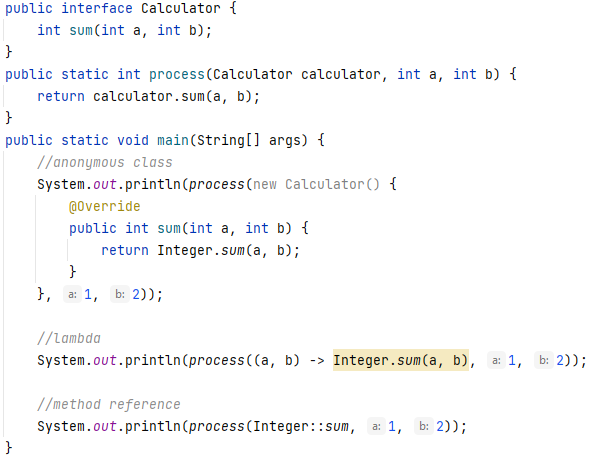 public interface Calculator {
    int sum(int a, int b);
}
public static int process(Calculator calculator, int a, int b) {
    return calculator.sum(a, b);
}
public static void main(String[] args) {
    //anonymous class
    System.out.println(process(new Calculator() {
        @Override
        public int sum(int a, int b) {
            return Integer.sum(a, b);
        }
    }, a: 1, b: 2));

    //lambda
    System.out.println(process((a, b) -> Integer.sum(a, b), a: 1, b: 2));

    //method reference
    System.out.println(process(Integer::sum, a: 1, b: 2));
}